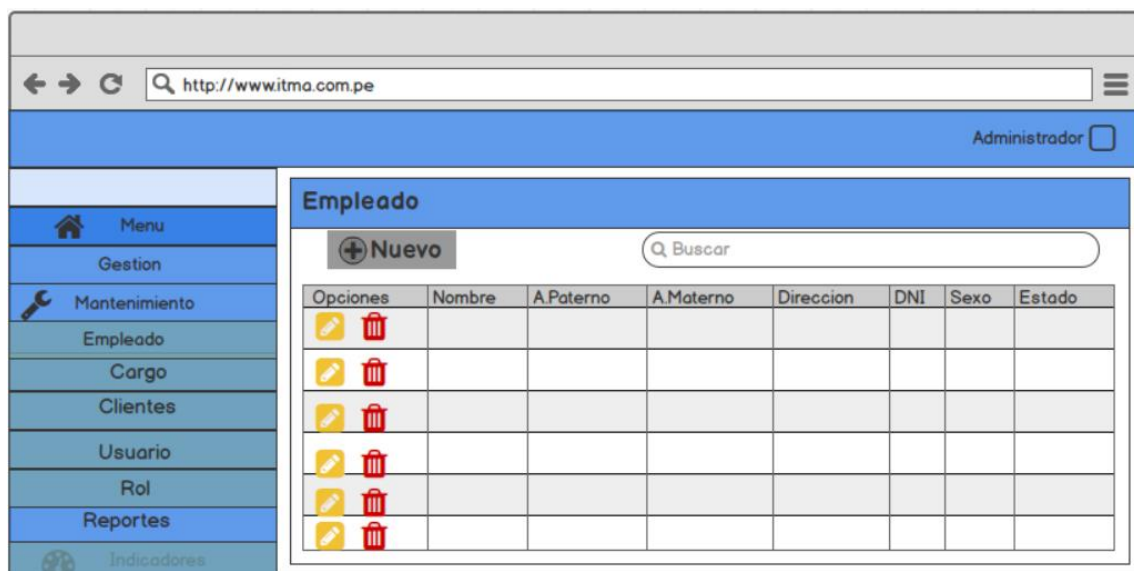 http://www.itma.com.pe
Administrador
Menu
Gestion
Mantenimiento
Empleado
Cargo
Clientes
Usuario
Rol
Reportes
Indicadores
Empleado
Nuevo
Buscar
Opciones Nombre A.Paterno A.Materno Direccion DNI Sexo Estado